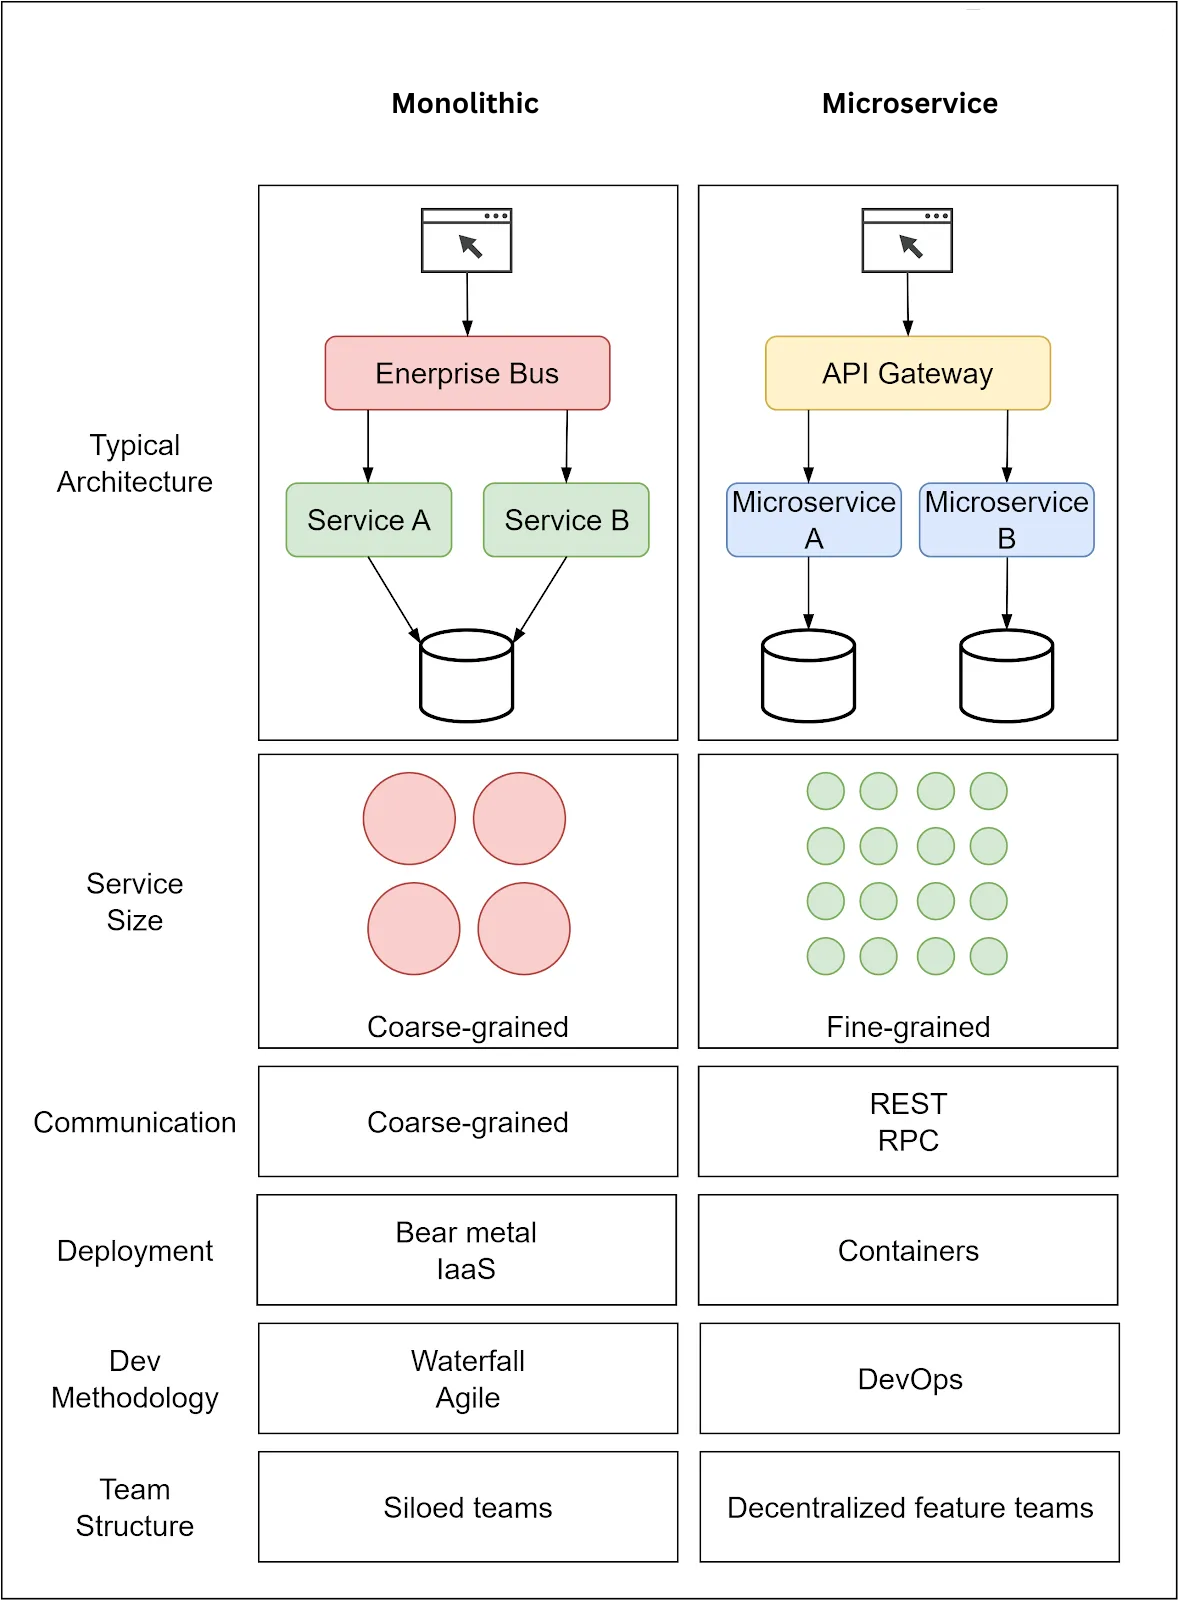 Monolithic
Microservice
Typical
Architecture
Enerprise Bus
Service A
Service B
API Gateway
Microservice
A
Microservice
B
Service
Size
Coarse-grained
Fine-grained
Communication
Coarse-grained
REST
RPC
Deployment
Bear metal
IaaS
Containers
Dev
Methodology
Waterfall
Agile
DevOps
Team
Structure
Siloed teams
Decentralized feature teams